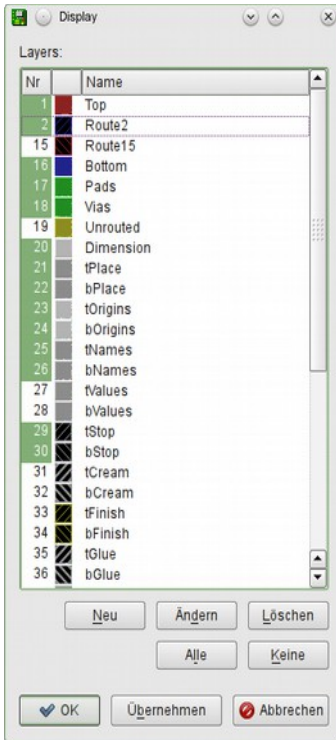 Display
Layers:
Nr Name
1 Top
2 Route2
15 Route15
16 Bottom
17 Pads
18 Vias
19 Unrouted
20 Dimension
21 tPlace
22 bPlace
23 tOrigins
24 bOrigins
25 tNames
26 bNames
27 tValues
28 bValues
29 tStop
30 bStop
31 tCream
32 bCream
33 tFinish
34 bFinish
35 tGlue
36 bGlue
Neu Ändern Löschen
Alle Keine
OK Übernehmen Abbrechen